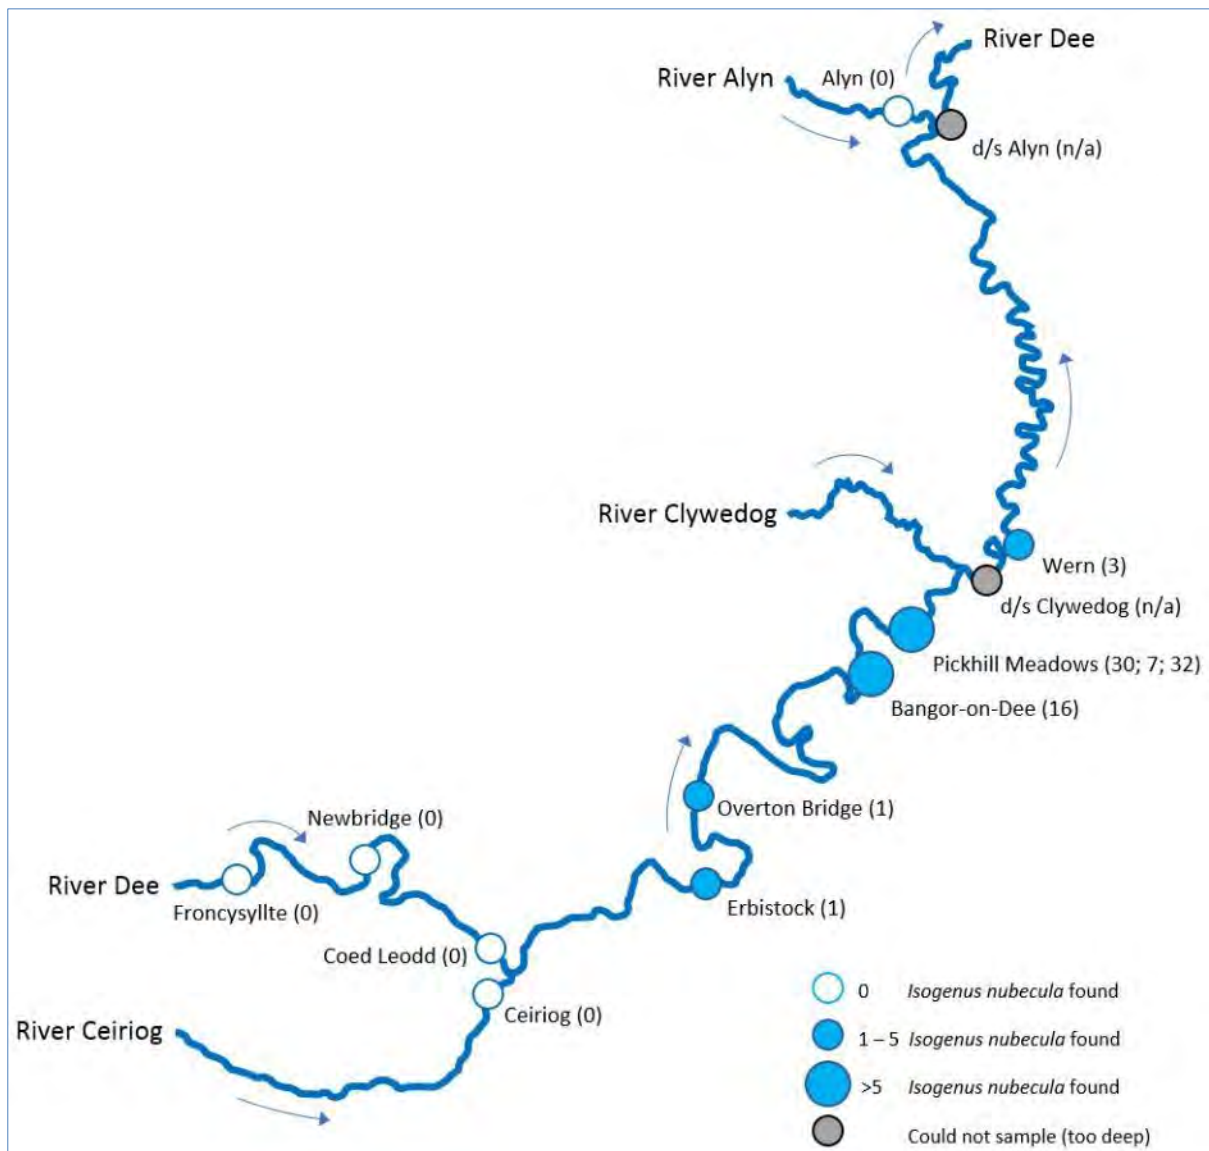 River Dee
River Alyn
Alyn (0)
d/s Alyn (n/a)
River Clywedog
Wern (3)
d/s Clywedog (n/a)
Pickhill Meadows (30; 7; 32)
Bangor-on-Dee (16)
Overton Bridge (1)
Newbridge (0)
River Dee
Froncysyllte (0)
Erbistock (1)
Coed Leodd (0)
Ceiriog (0)
River Ceiriog
0 Isogenus nubecula found
1 – 5 Isogenus nubecula found
>5 Isogenus nubecula found
Could not sample (too deep)